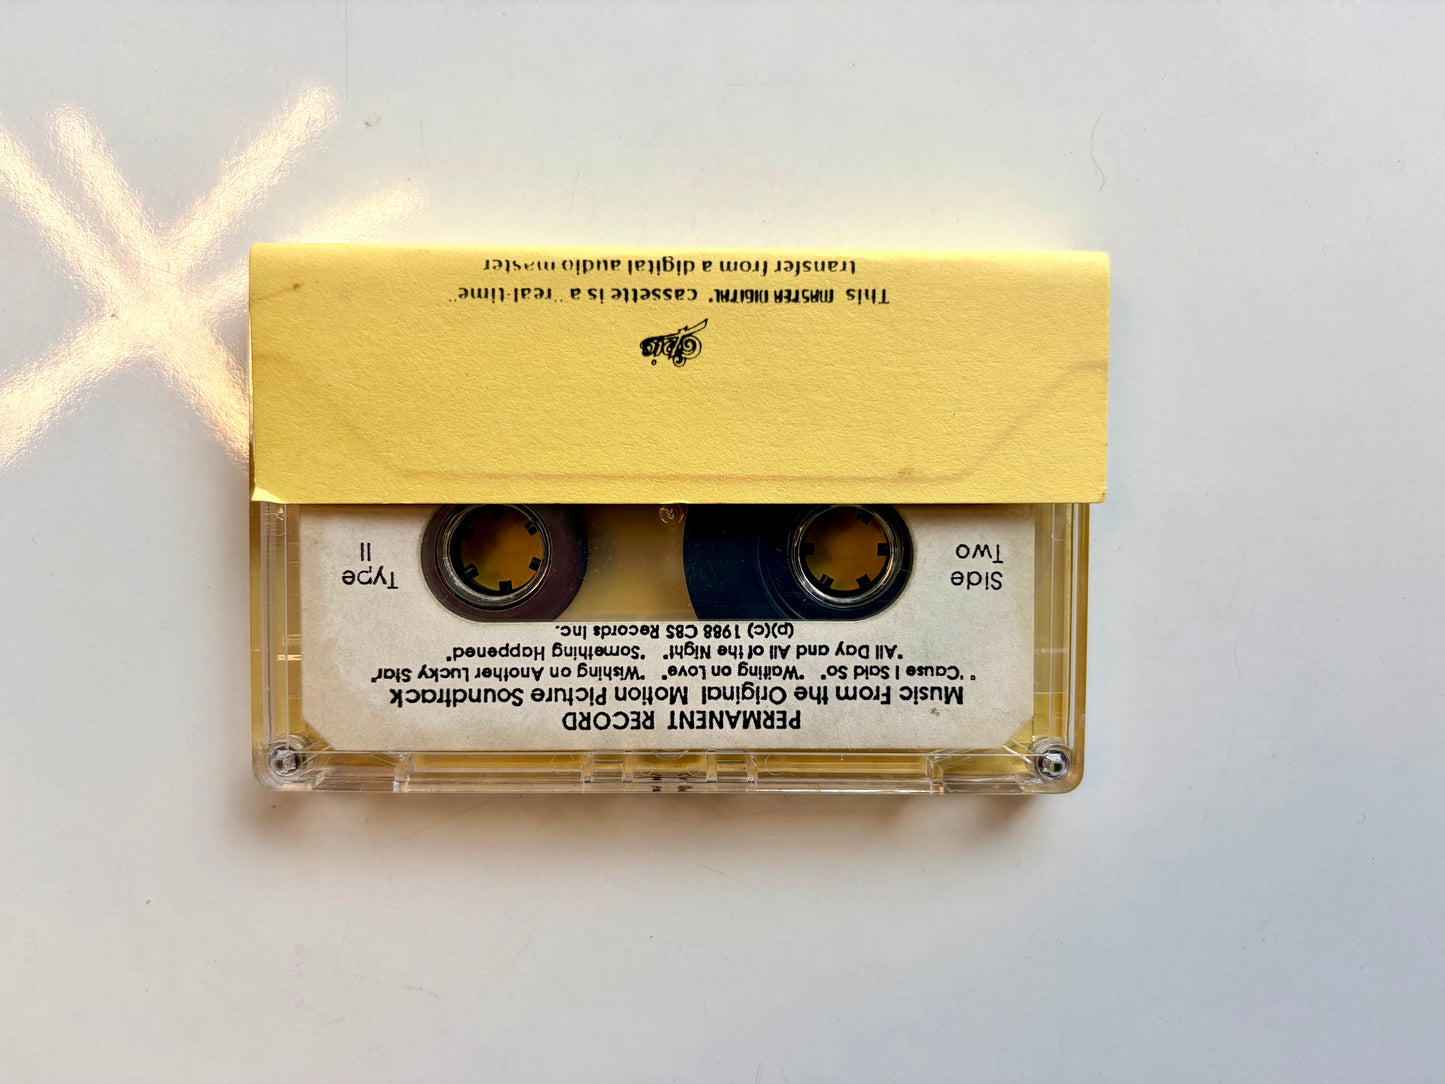 PERMANENT RECORD
Music From the Original Motion Picture Soundtrack
"'Cause I Said So" "Waiting on Love" "Wishing on Another Lucky Star"
"All Day and All of the Night" "Something Happened"
(p)(c) 1988 CBS Records Inc.
Side
Two
Type
II
Epic
This MASTER DIGITAL" cassette is a "real-time"
transfer from a digital audio master